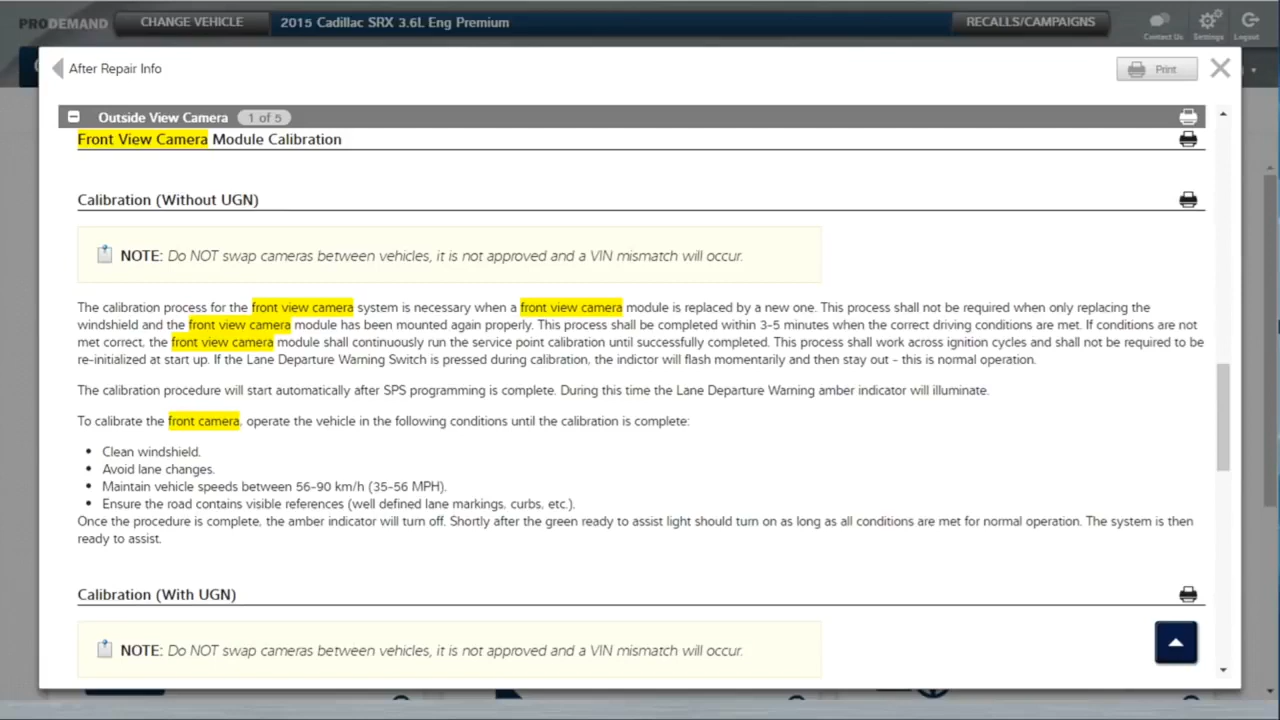 PRODEMAND CHANGE VEHICLE 2015 Cadillac SRX 3.6L Eng Premium RECALLS/CAMPAIGNS Contact Us Settings Logout
After Repair Info Print
Outside View Camera 1 of 5
Front View Camera Module Calibration
Calibration (Without UGN)
NOTE: Do NOT swap cameras between vehicles, it is not approved and a VIN mismatch will occur.
The calibration process for the front view camera system is necessary when a front view camera module is replaced by a new one. This process shall not be required when only replacing the
windshield and the front view camera module has been mounted again properly. This process shall be completed within 3-5 minutes when the correct driving conditions are met. If conditions are not
met correct, the front view camera module shall continuously run the service point calibration until successfully completed. This process shall work across ignition cycles and shall not be required to be
re-initialized at start up. If the Lane Departure Warning Switch is pressed during calibration, the indictor will flash momentarily and then stay out - this is normal operation.
The calibration procedure will start automatically after SPS programming is complete. During this time the Lane Departure Warning amber indicator will illuminate.
To calibrate the front camera, operate the vehicle in the following conditions until the calibration is complete:
• Clean windshield.
• Avoid lane changes.
• Maintain vehicle speeds between 56-90 km/h (35-56 MPH).
• Ensure the road contains visible references (well defined lane markings, curbs, etc.).
Once the procedure is complete, the amber indicator will turn off. Shortly after the green ready to assist light should turn on as long as all conditions are met for normal operation. The system is then
ready to assist.
Calibration (With UGN)
NOTE: Do NOT swap cameras between vehicles, it is not approved and a VIN mismatch will occur.